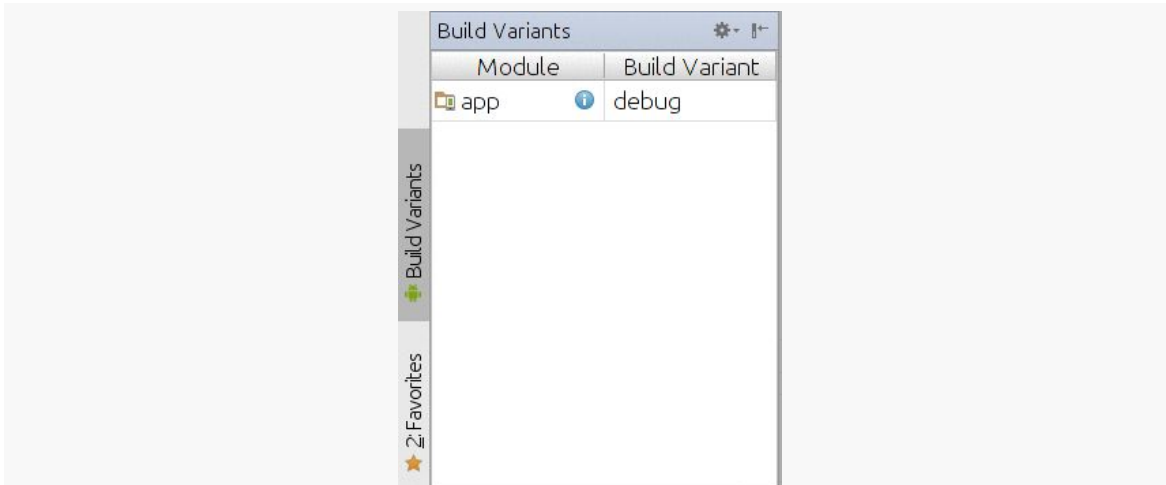 Build Variants
Module Build Variant
app debug
Build Variants
2: Favorites